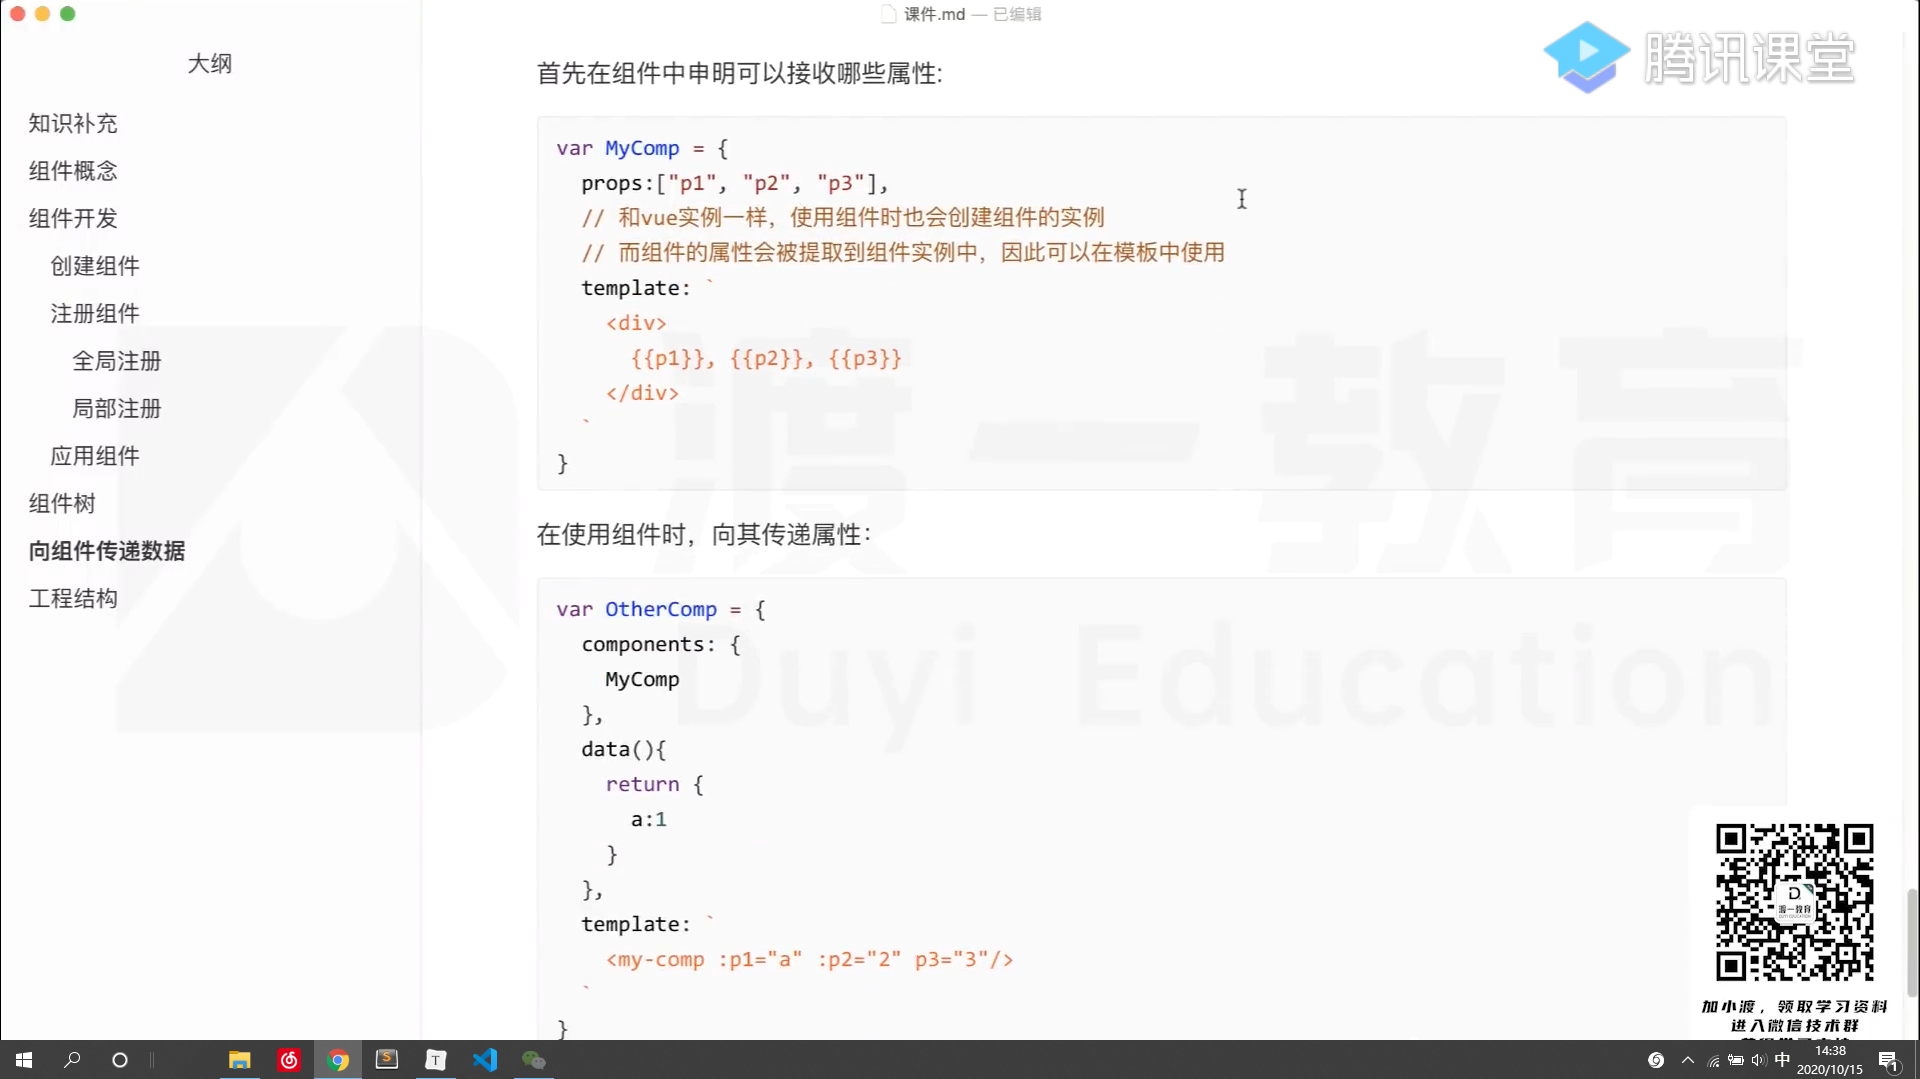 课件.md — 已编辑
腾讯课堂
大纲
知识补充
组件概念
组件开发
创建组件
注册组件
全局注册
局部注册
应用组件
组件树
向组件传递数据
工程结构
首先在组件中申明可以接收哪些属性:
var MyComp = {
props:["p1", "p2", "p3"],
// 和vue实例一样，使用组件时也会创建组件的实例
// 而组件的属性会被提取到组件实例中，因此可以在模板中使用
template: `
<div>
{{p1}}, {{p2}}, {{p3}}
</div>
`
}
在使用组件时，向其传递属性：
var OtherComp = {
components: {
MyComp
},
data(){
return {
a:1
}
},
template: `
<my-comp :p1="a" :p2="2" p3="3"/>
`
}
渡一教育
Duyi Education
D
渡一教育
加小渡，领取学习资料
进入微信技术群
中
14:38
2020/10/15
1